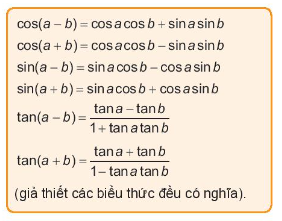 cos(a – b) = cos a cos b + sin a sin b
cos(a + b) = cos a cos b – sin a sin b
sin(a – b) = sin a cos b – cos a sin b
sin(a + b) = sin a cos b + cos a sin b
tan(a – b) = (tan a – tan b) / (1 + tan a tan b)
tan(a + b) = (tan a + tan b) / (1 – tan a tan b)
(giả thiết các biểu thức đều có nghĩa).